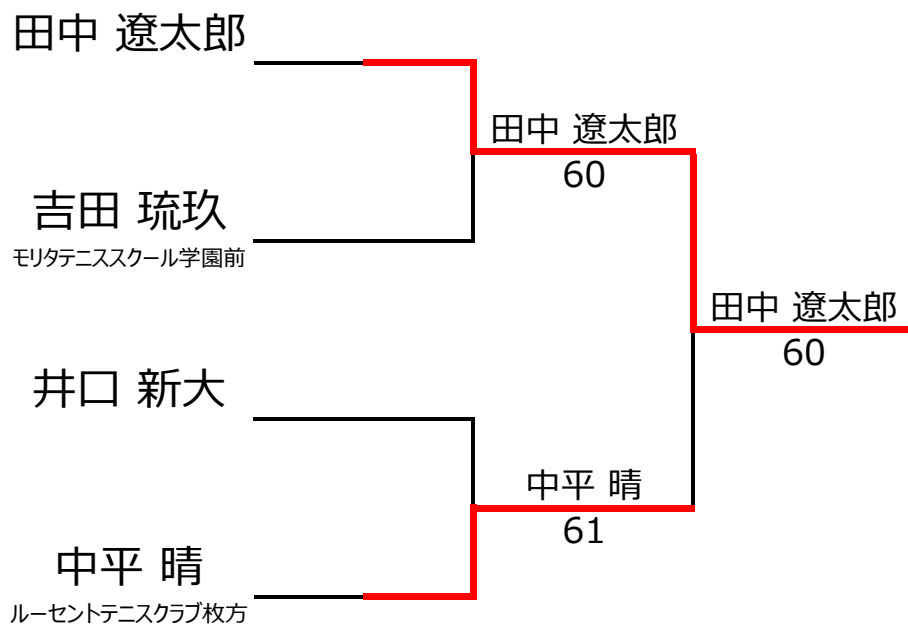 田中 遼太郎
吉田 琉玖
モリタテニススクール学園前
井口 新大
中平 晴
ルーセントテニスクラブ枚方
田中 遼太郎
60
中平 晴
61
田中 遼太郎
60